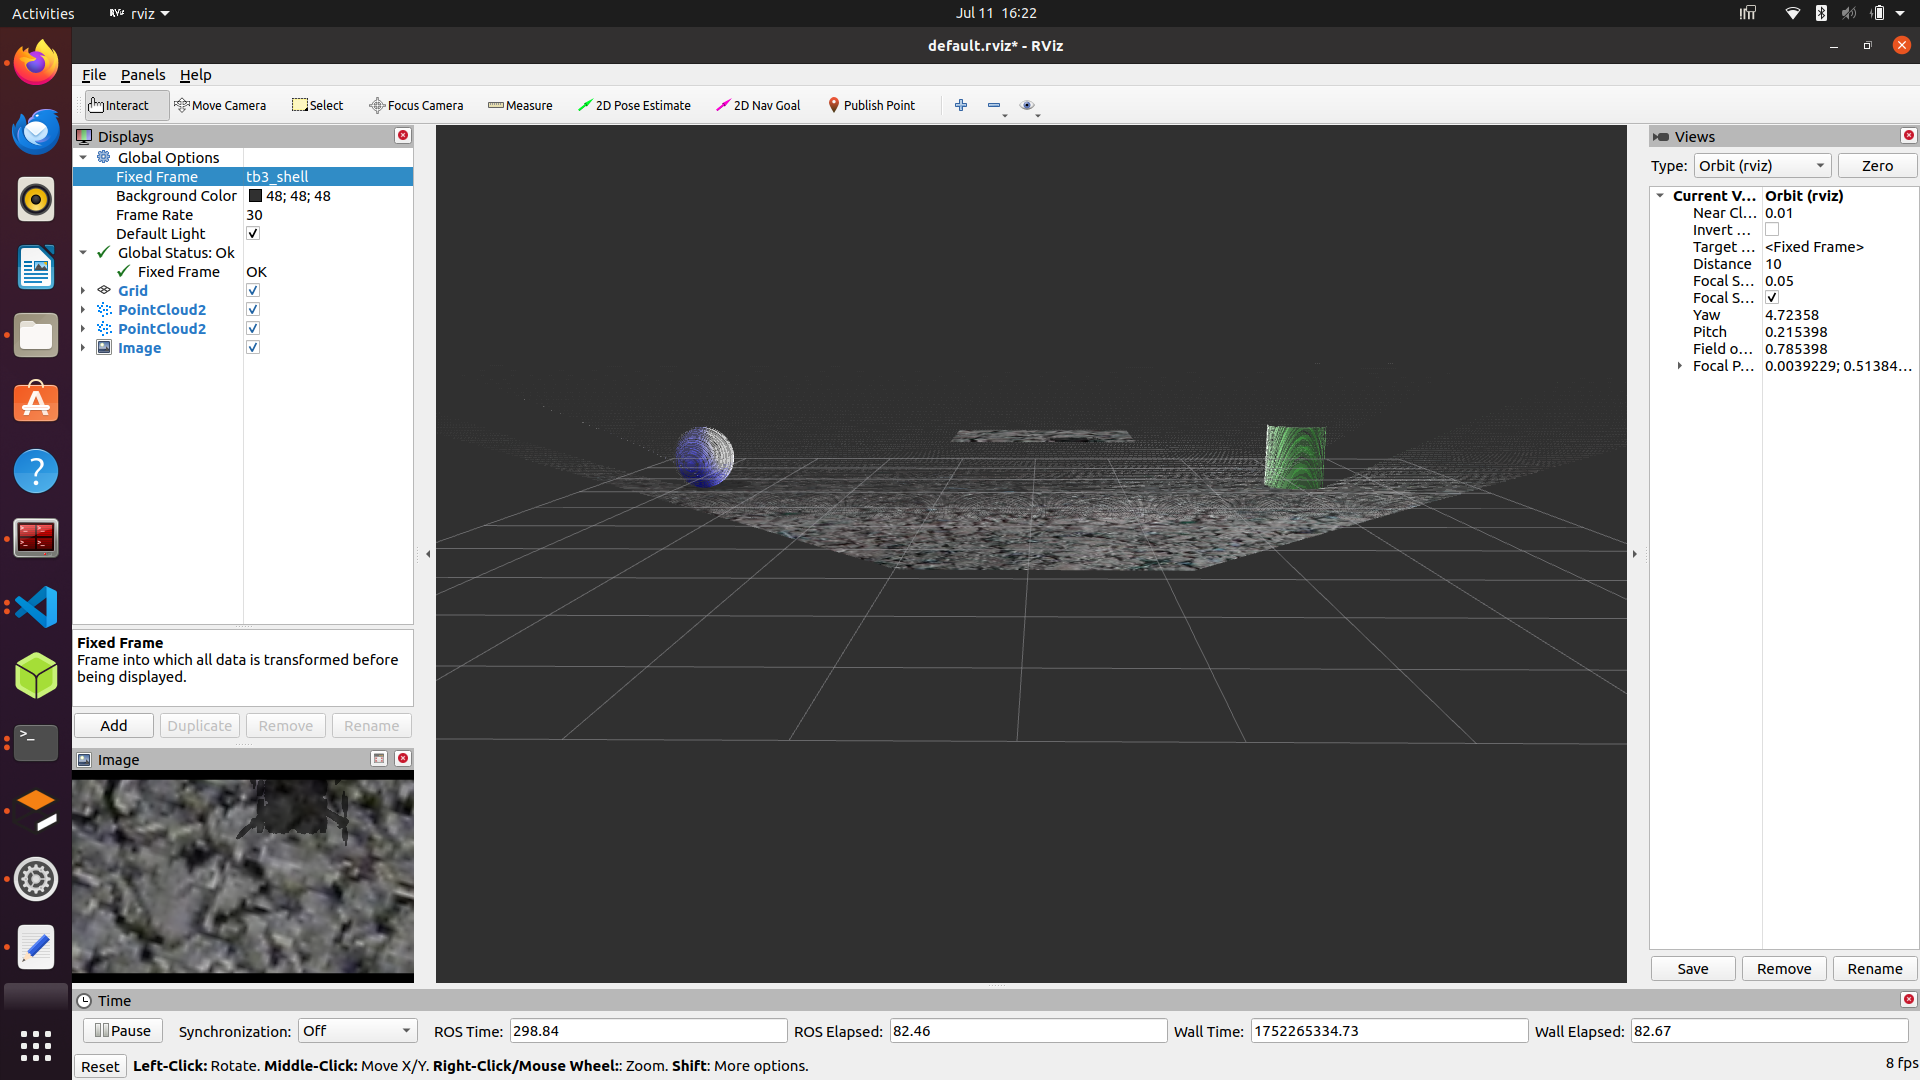 Activities rviz Jul 11 16:22
default.rviz* - RViz
File Panels Help
Interact Move Camera Select Focus Camera Measure 2D Pose Estimate 2D Nav Goal Publish Point
Displays
Global Options
Fixed Frame tb3_shell
Background Color 48; 48; 48
Frame Rate 30
Default Light
Global Status: Ok
Fixed Frame OK
Grid
PointCloud2
PointCloud2
Image
Fixed Frame
Frame into which all data is transformed before
being displayed.
Add Duplicate Remove Rename
Image
Views
Type: Orbit (rviz) Zero
Current V... Orbit (rviz)
Near Cl... 0.01
Invert ...
Target ... <Fixed Frame>
Distance 10
Focal S... 0.05
Focal S...
Yaw 4.72358
Pitch 0.215398
Field o... 0.785398
Focal P... 0.0039229; 0.51384...
Save Remove Rename
Time
Pause Synchronization: Off ROS Time: 298.84 ROS Elapsed: 82.46 Wall Time: 1752265334.73 Wall Elapsed: 82.67
Reset Left-Click: Rotate. Middle-Click: Move X/Y. Right-Click/Mouse Wheel:: Zoom. Shift: More options. 8 fps